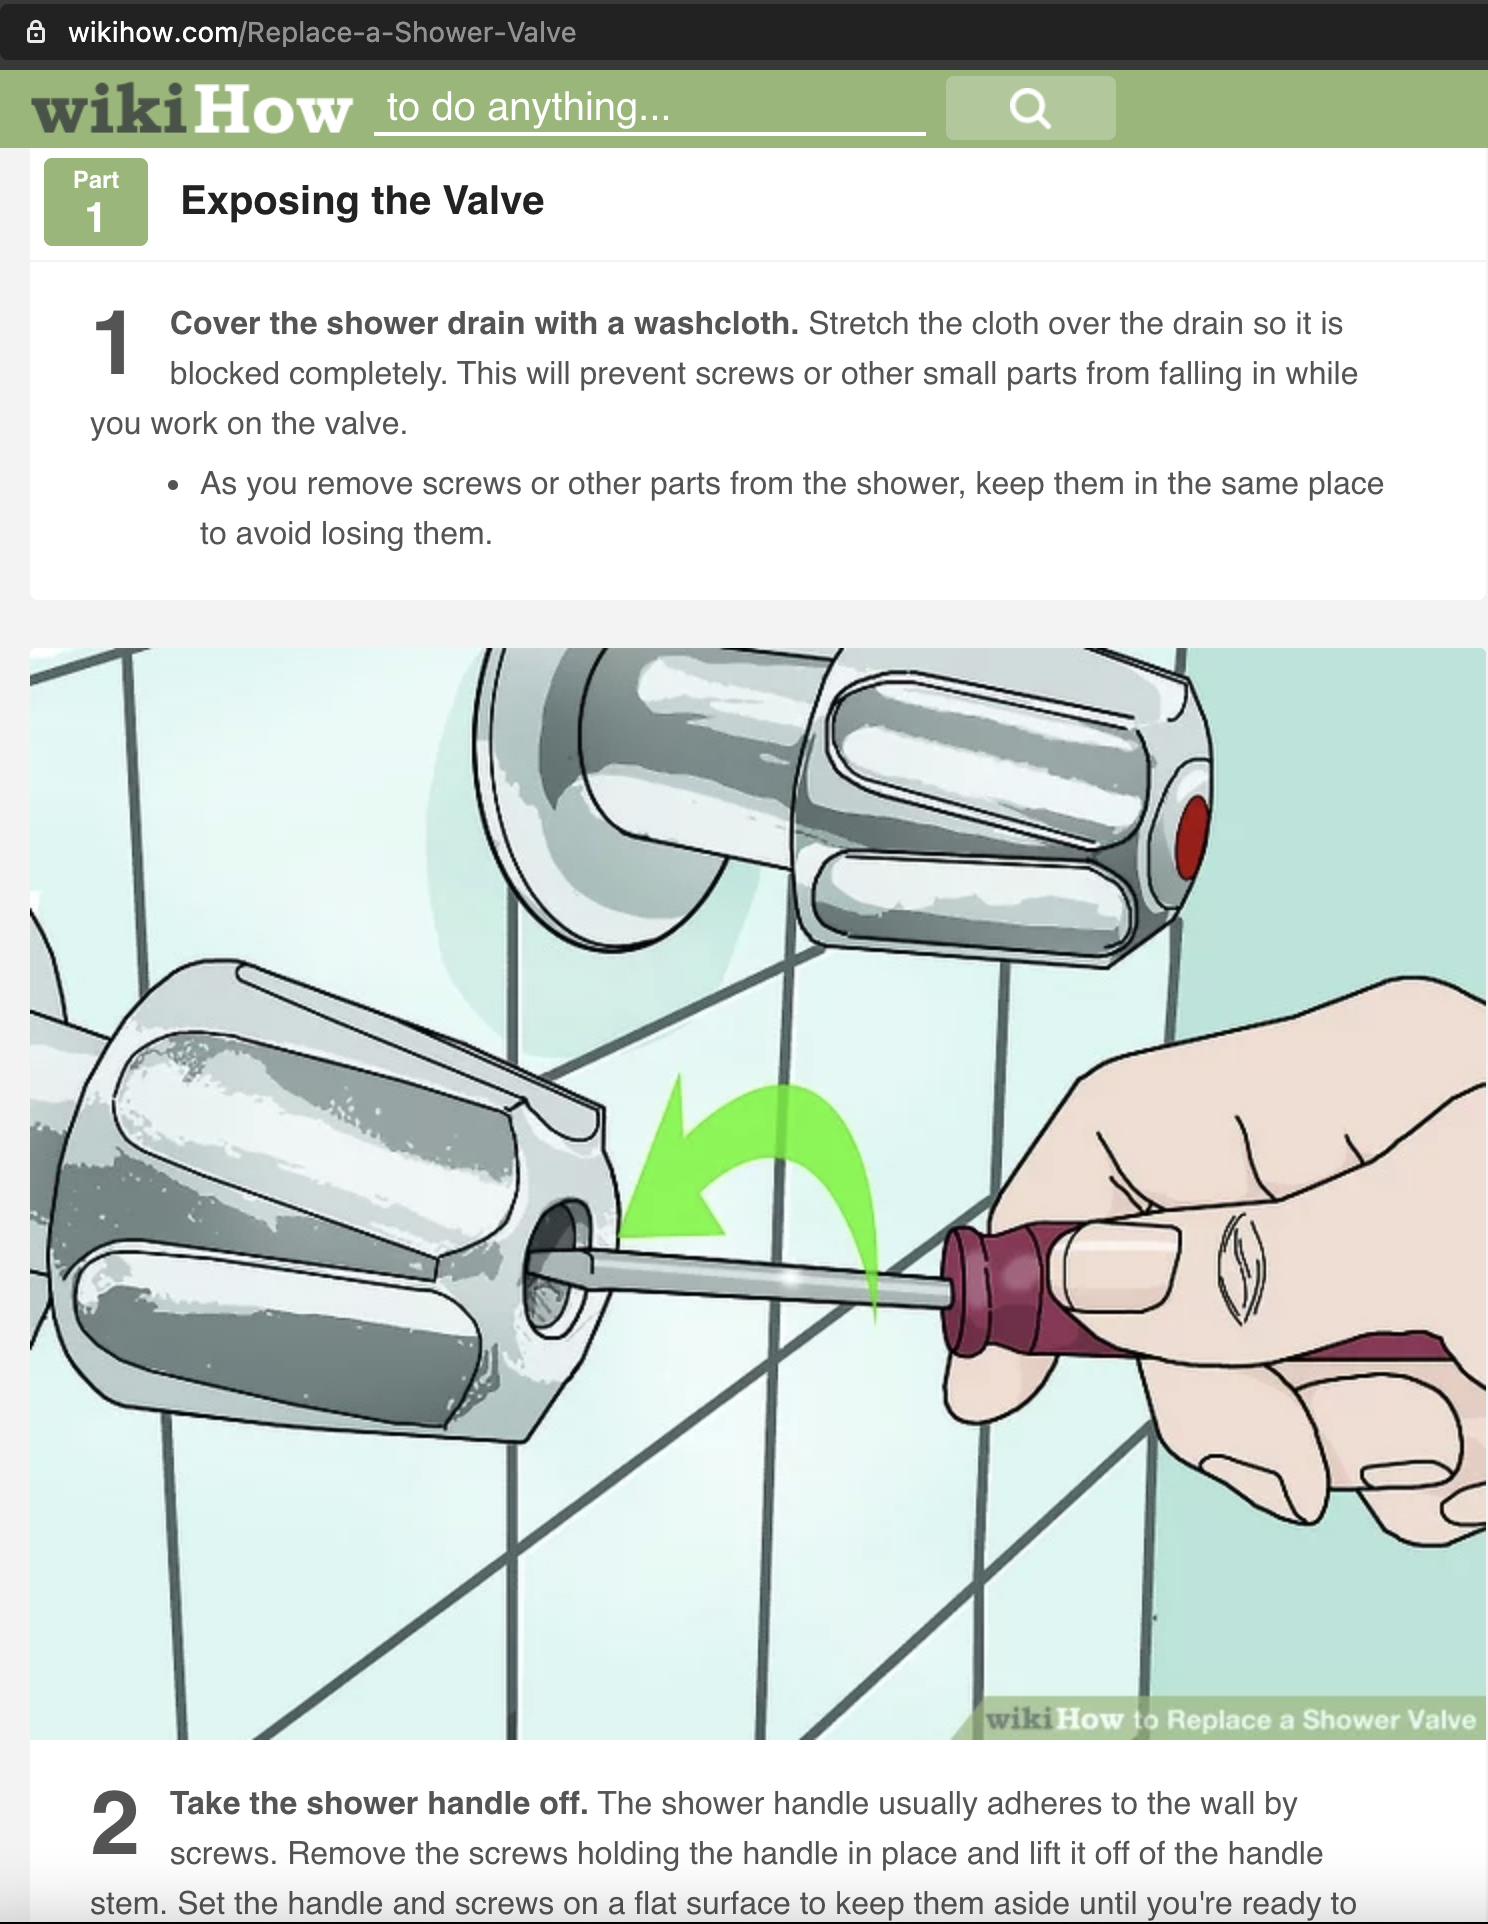 wikihow.com/Replace-a-Shower-Valve
wikiHow to do anything...
Part
1
Exposing the Valve
1 Cover the shower drain with a washcloth. Stretch the cloth over the drain so it is
blocked completely. This will prevent screws or other small parts from falling in while
you work on the valve.
• As you remove screws or other parts from the shower, keep them in the same place
to avoid losing them.
wikiHow to Replace a Shower Valve
2 Take the shower handle off. The shower handle usually adheres to the wall by
screws. Remove the screws holding the handle in place and lift it off of the handle
stem. Set the handle and screws on a flat surface to keep them aside until you're ready to